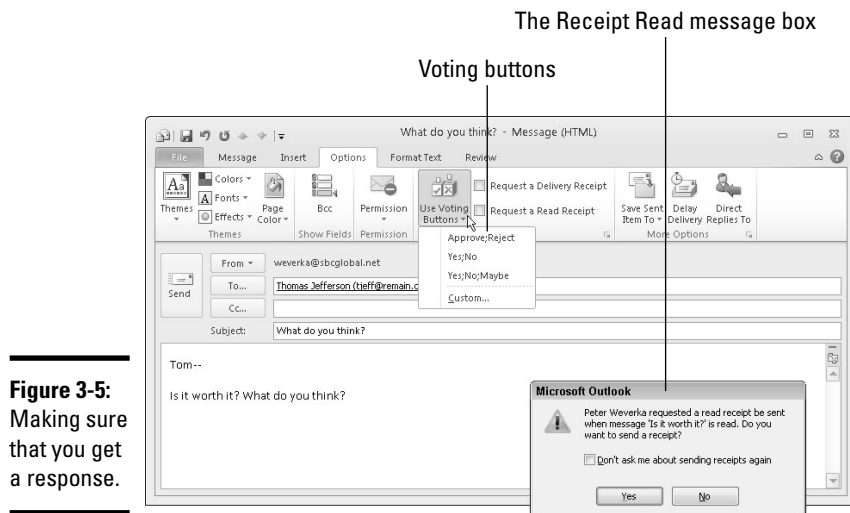 The Receipt Read message box
Voting buttons
What do you think? - Message (HTML)
File Message Insert Options Format Text Review
Themes
Colors
Fonts
Effects
Page Color
Bcc
Permission
Use Voting Buttons
Request a Delivery Receipt
Request a Read Receipt
Save Sent Item To
Delay Delivery
Direct Replies To
Themes Show Fields Permission More Options
Approve;Reject
Yes;No
Yes;No;Maybe
Custom...
Send
From weverka@sbcglobal.net
To... Thomas Jefferson (tjeff@remain.c
Cc...
Subject: What do you think?
Tom--
Is it worth it? What do you think?
Microsoft Outlook
Peter Weverka requested a read receipt be sent
when message 'Is it worth it?' is read. Do you
want to send a receipt?
Don't ask me about sending receipts again
Yes No
Figure 3-5:
Making sure
that you get
a response.